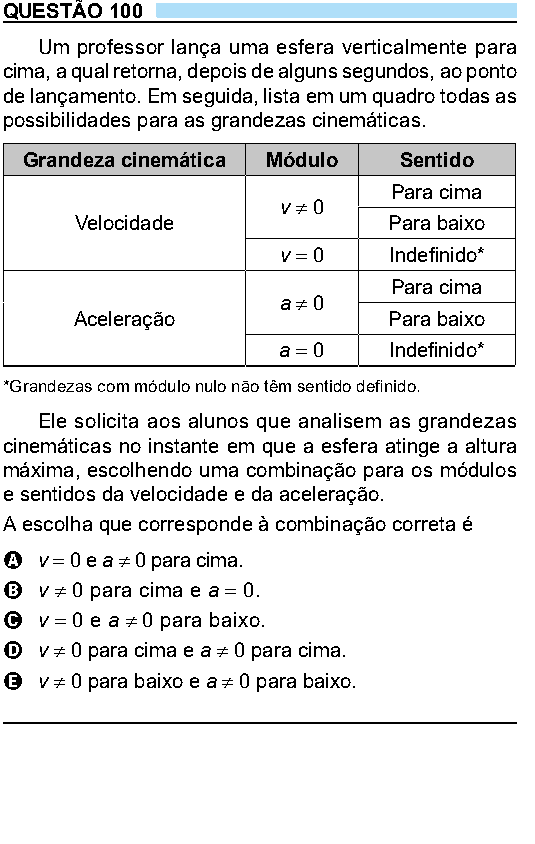 QUESTÃO 100
Um professor lança uma esfera verticalmente para
cima, a qual retorna, depois de alguns segundos, ao ponto
de lançamento. Em seguida, lista em um quadro todas as
possibilidades para as grandezas cinemáticas.
Grandeza cinemática Módulo Sentido
Velocidade v ≠ 0 Para cima
Para baixo
v = 0 Indefinido*
Aceleração a ≠ 0 Para cima
Para baixo
a = 0 Indefinido*
*Grandezas com módulo nulo não têm sentido definido.
Ele solicita aos alunos que analisem as grandezas
cinemáticas no instante em que a esfera atinge a altura
máxima, escolhendo uma combinação para os módulos
e sentidos da velocidade e da aceleração.
A escolha que corresponde à combinação correta é
A v = 0 e a ≠ 0 para cima.
B v ≠ 0 para cima e a = 0.
C v = 0 e a ≠ 0 para baixo.
D v ≠ 0 para cima e a ≠ 0 para cima.
E v ≠ 0 para baixo e a ≠ 0 para baixo.